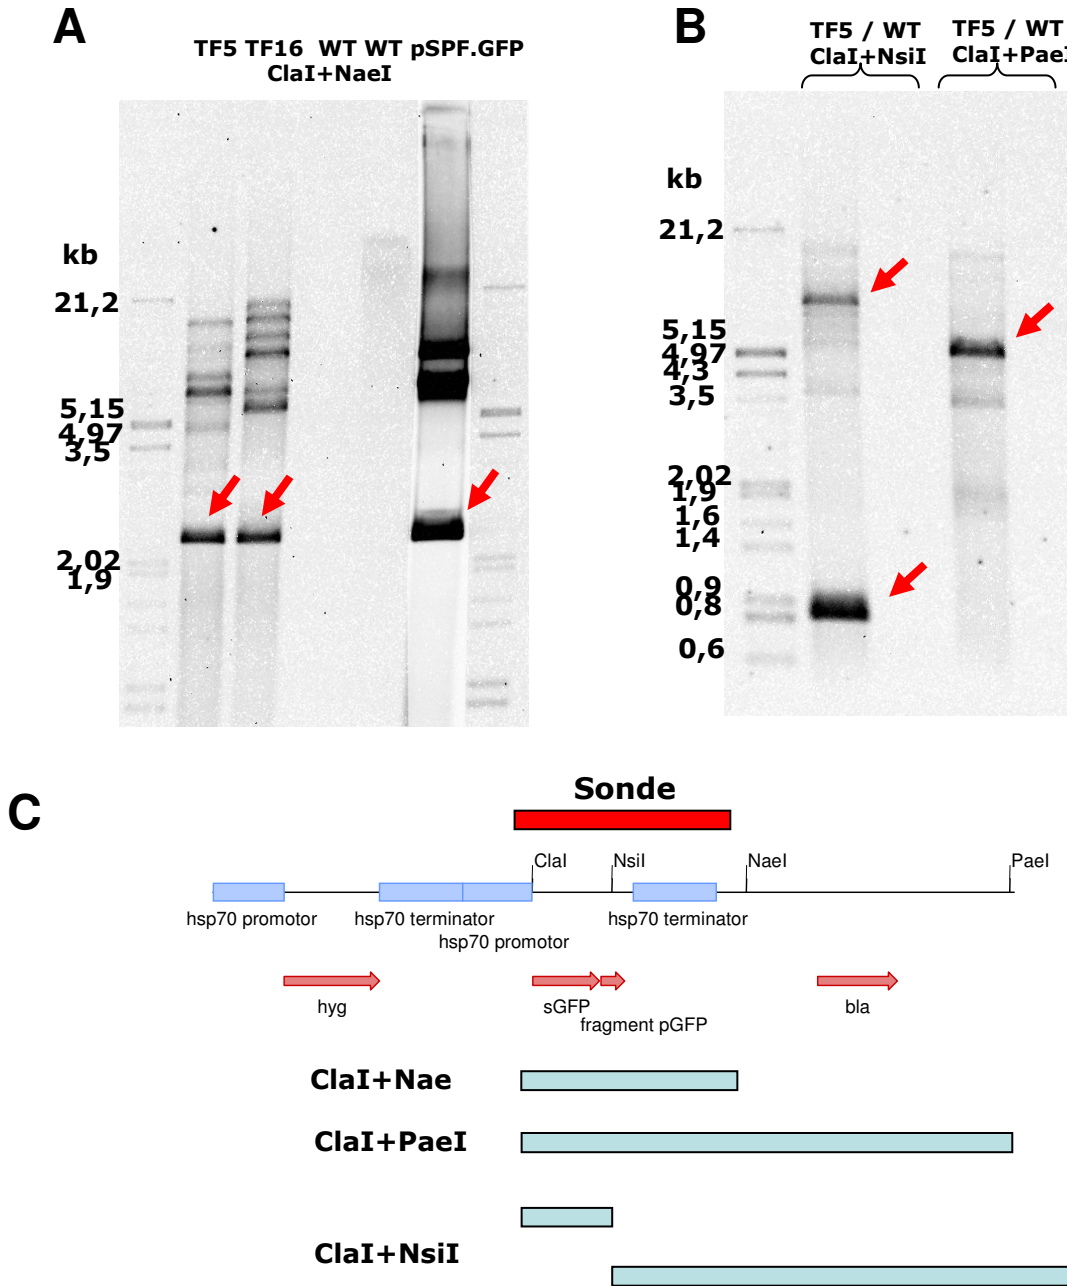 A
TF5 TF16 WT WT pSPF.GFP
ClaI+NaeI
kb
21,2
5,15
4,97
3,5
2,02
1,9
B
TF5 / WT
ClaI+NsiI
TF5 / WT
ClaI+PaeI
kb
21,2
5,15
4,97
4,3
3,5
2,02
1,9
1,6
1,4
0,9
0,8
0,6
C
Sonde
ClaI
NsiI
NaeI
PaeI
hsp70 promotor
hsp70 terminator
hsp70 promotor
hsp70 terminator
hyg
sGFP
fragment pGFP
bla
ClaI+Nae
ClaI+PaeI
ClaI+NsiI